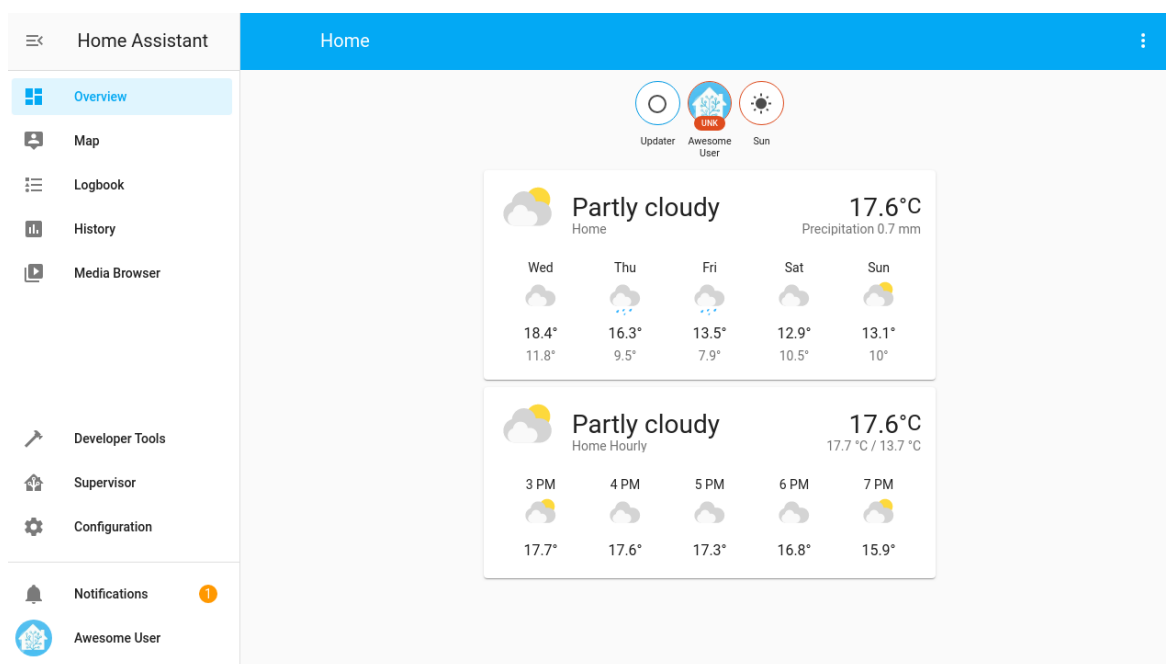 Home Assistant
Home
Overview
Map
Logbook
History
Media Browser
Developer Tools
Supervisor
Configuration
Notifications 1
Awesome User
UNK
Updater Awesome User Sun
Partly cloudy 17.6°C
Home Precipitation 0.7 mm
Wed Thu Fri Sat Sun
18.4° 16.3° 13.5° 12.9° 13.1°
11.8° 9.5° 7.9° 10.5° 10°
Partly cloudy 17.6°C
Home Hourly 17.7 °C / 13.7 °C
3 PM 4 PM 5 PM 6 PM 7 PM
17.7° 17.6° 17.3° 16.8° 15.9°